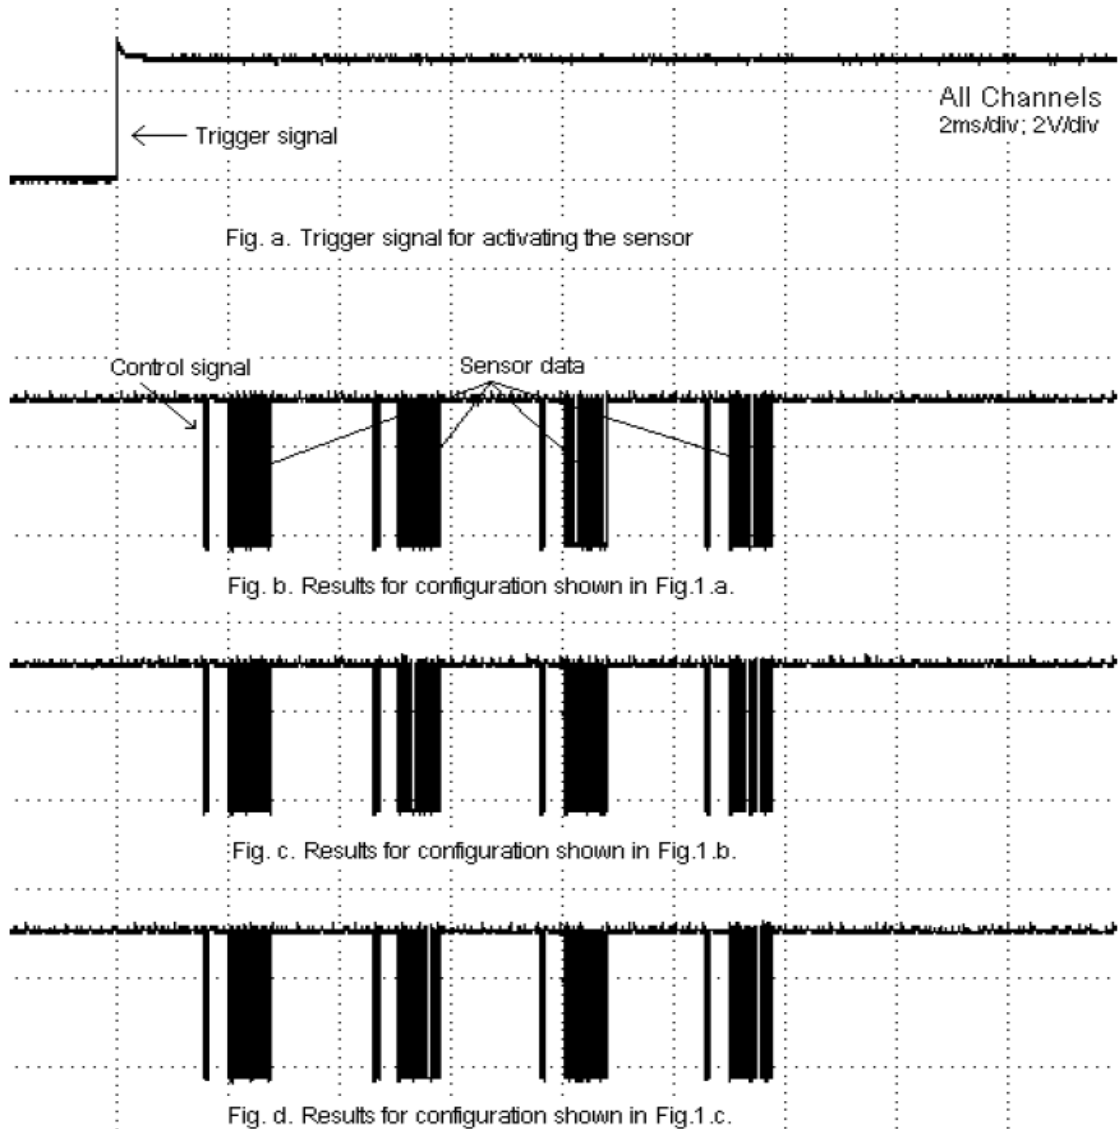 All Channels
2ms/div; 2V/div
Trigger signal
Fig. a. Trigger signal for activating the sensor
Control signal
Sensor data
Fig. b. Results for configuration shown in Fig.1.a.
Fig. c. Results for configuration shown in Fig.1.b.
Fig. d. Results for configuration shown in Fig.1.c.